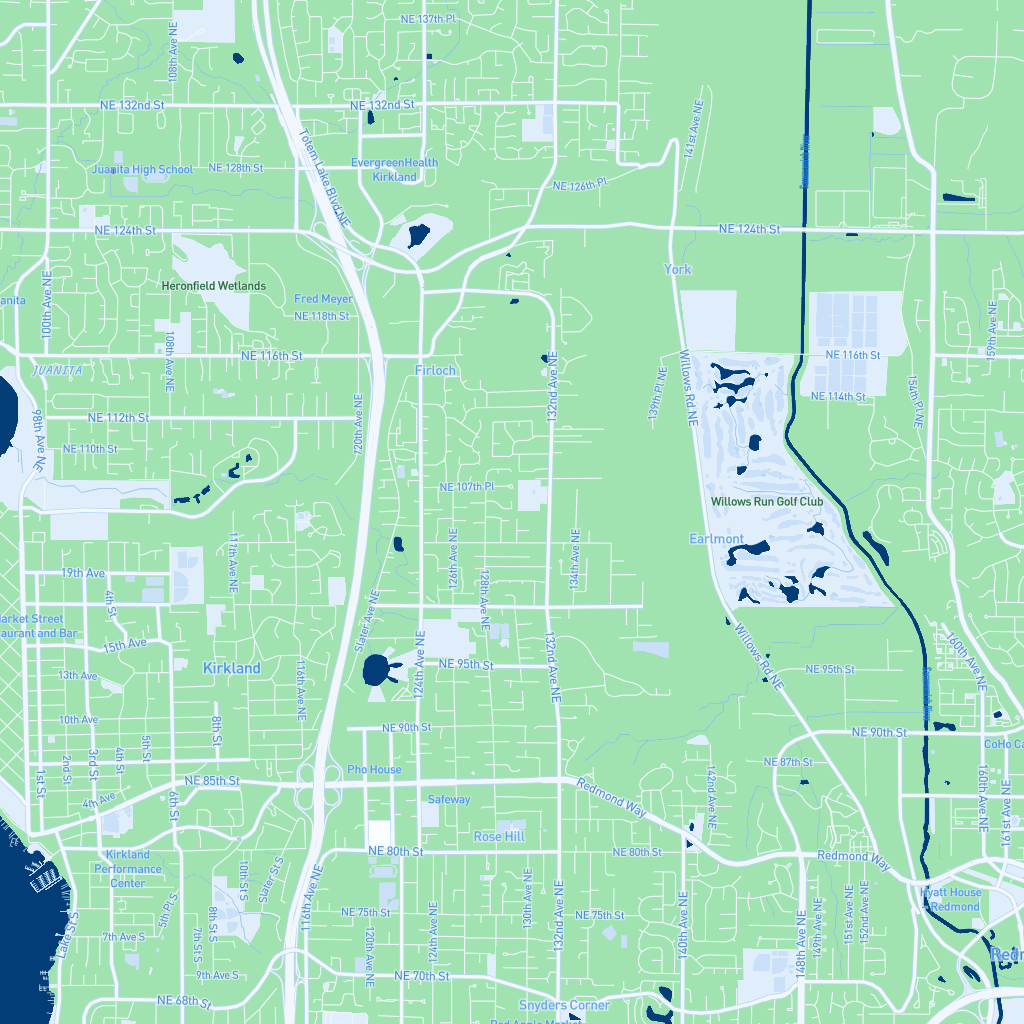 NE 137th Pl
108th Ave NE
NE 132nd St
NE 132nd St
141st Ave NE
Totem Lake Blvd NE
Juanita High School
NE 128th St
EvergreenHealth
Kirkland
NE 126th Pl
NE 124th St
NE 124th St
York
Heronfield Wetlands
100th Ave NE
Fred Meyer
NE 118th St
159th Ave NE
NE 116th St
NE 116th St
108th Ave NE
JUANITA
Firloch
132nd Ave NE
139th Pl NE
Willows Rd NE
154th Pl NE
NE 114th St
120th Ave NE
98th Ave NE
NE 112th St
NE 110th St
NE 107th Pl
Willows Run Golf Club
Earlmont
117th Ave NE
126th Ave NE
134th Ave NE
128th Ave NE
19th Ave
4th St
Slater Ave NE
Market Street
15th Ave
132nd Ave NE
Willows Rd NE
160th Ave NE
Kirkland
13th Ave
116th Ave NE
124th Ave NE
NE 95th St
NE 95th St
10th Ave
8th St
NE 90th St
NE 90th St
5th St
4th St
3rd St
2nd St
1st St
Pho House
NE 87th St
NE 85th St
142nd Ave NE
160th Ave NE
161st Ave NE
4th Ave
6th St
Safeway
Redmond Way
Rose Hill
Kirkland
Performance
Center
NE 80th St
NE 80th St
Redmond Way
10th St S
Slater St S
116th Ave NE
Hyatt House
Redmond
5th Pl S
8th St S
7th St S
Lake St S
NE 75th St
NE 75th St
130th Ave NE
132nd Ave NE
124th Ave NE
120th Ave NE
140th Ave NE
148th Ave NE
149th Ave NE
151st Ave NE
152nd Ave NE
7th Ave S
9th Ave S
NE 70th St
NE 68th St
Snyders Corner